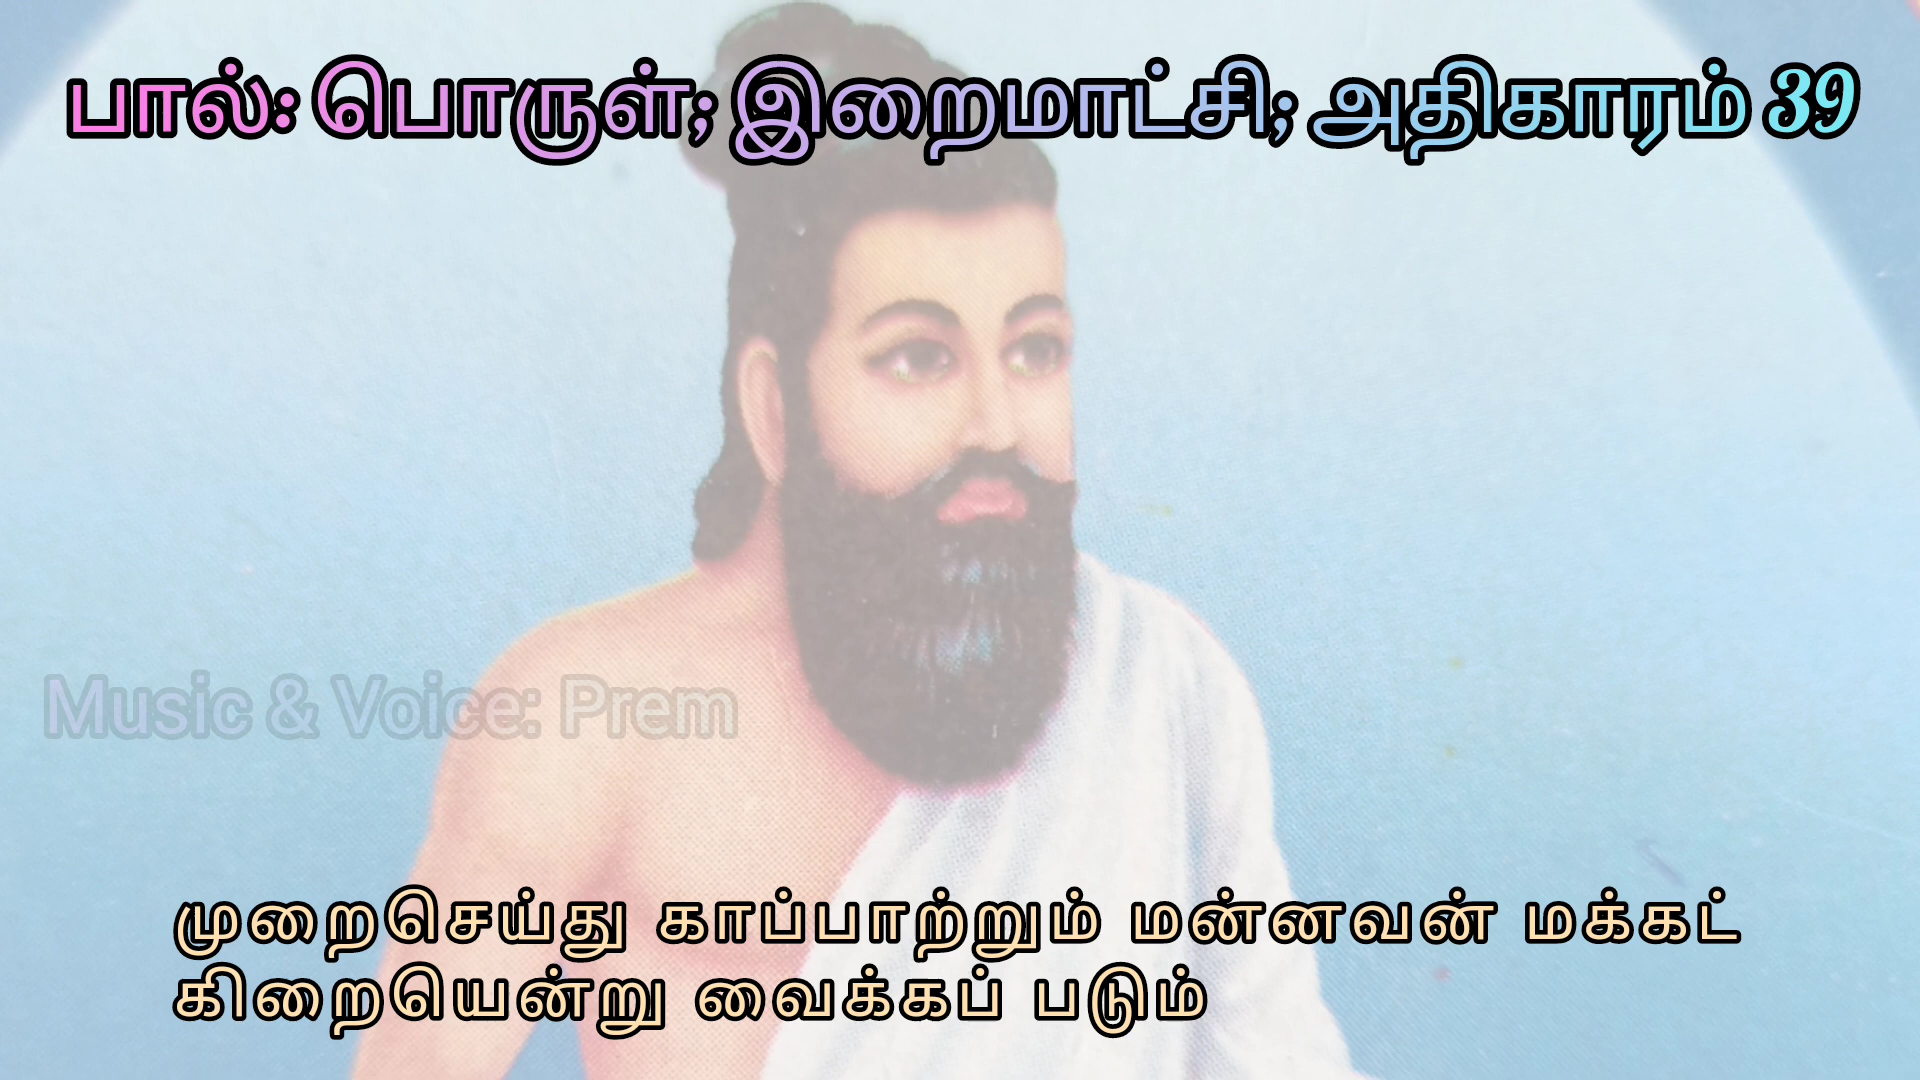 பால்: பொருள்; இறைமாட்சி; அதிகாரம் 39
Music & Voice: Prem
முறைசெய்து காப்பாற்றும் மன்னவன் மக்கட்
கிறையென்று வைக்கப் படும்